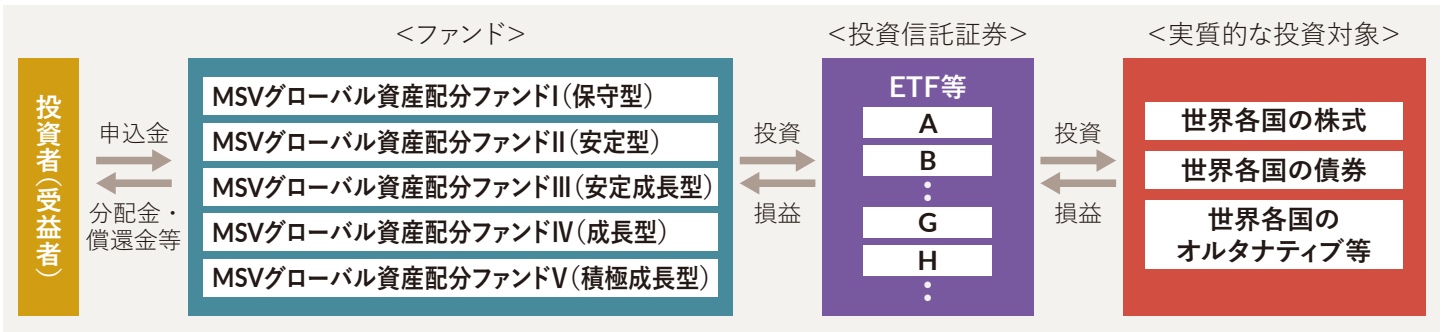 <ファンド>
<投資信託証券>
<実質的な投資対象>
投資者(受益者)
申込金
分配金・
償還金等
MSVグローバル資産配分ファンドⅠ(保守型)
MSVグローバル資産配分ファンドⅡ(安定型)
MSVグローバル資産配分ファンドⅢ(安定成長型)
MSVグローバル資産配分ファンドⅣ(成長型)
MSVグローバル資産配分ファンドⅤ(積極成長型)
投資
損益
ETF等
A
B
⋮
G
H
⋮
投資
損益
世界各国の株式
世界各国の債券
世界各国の
オルタナティブ等